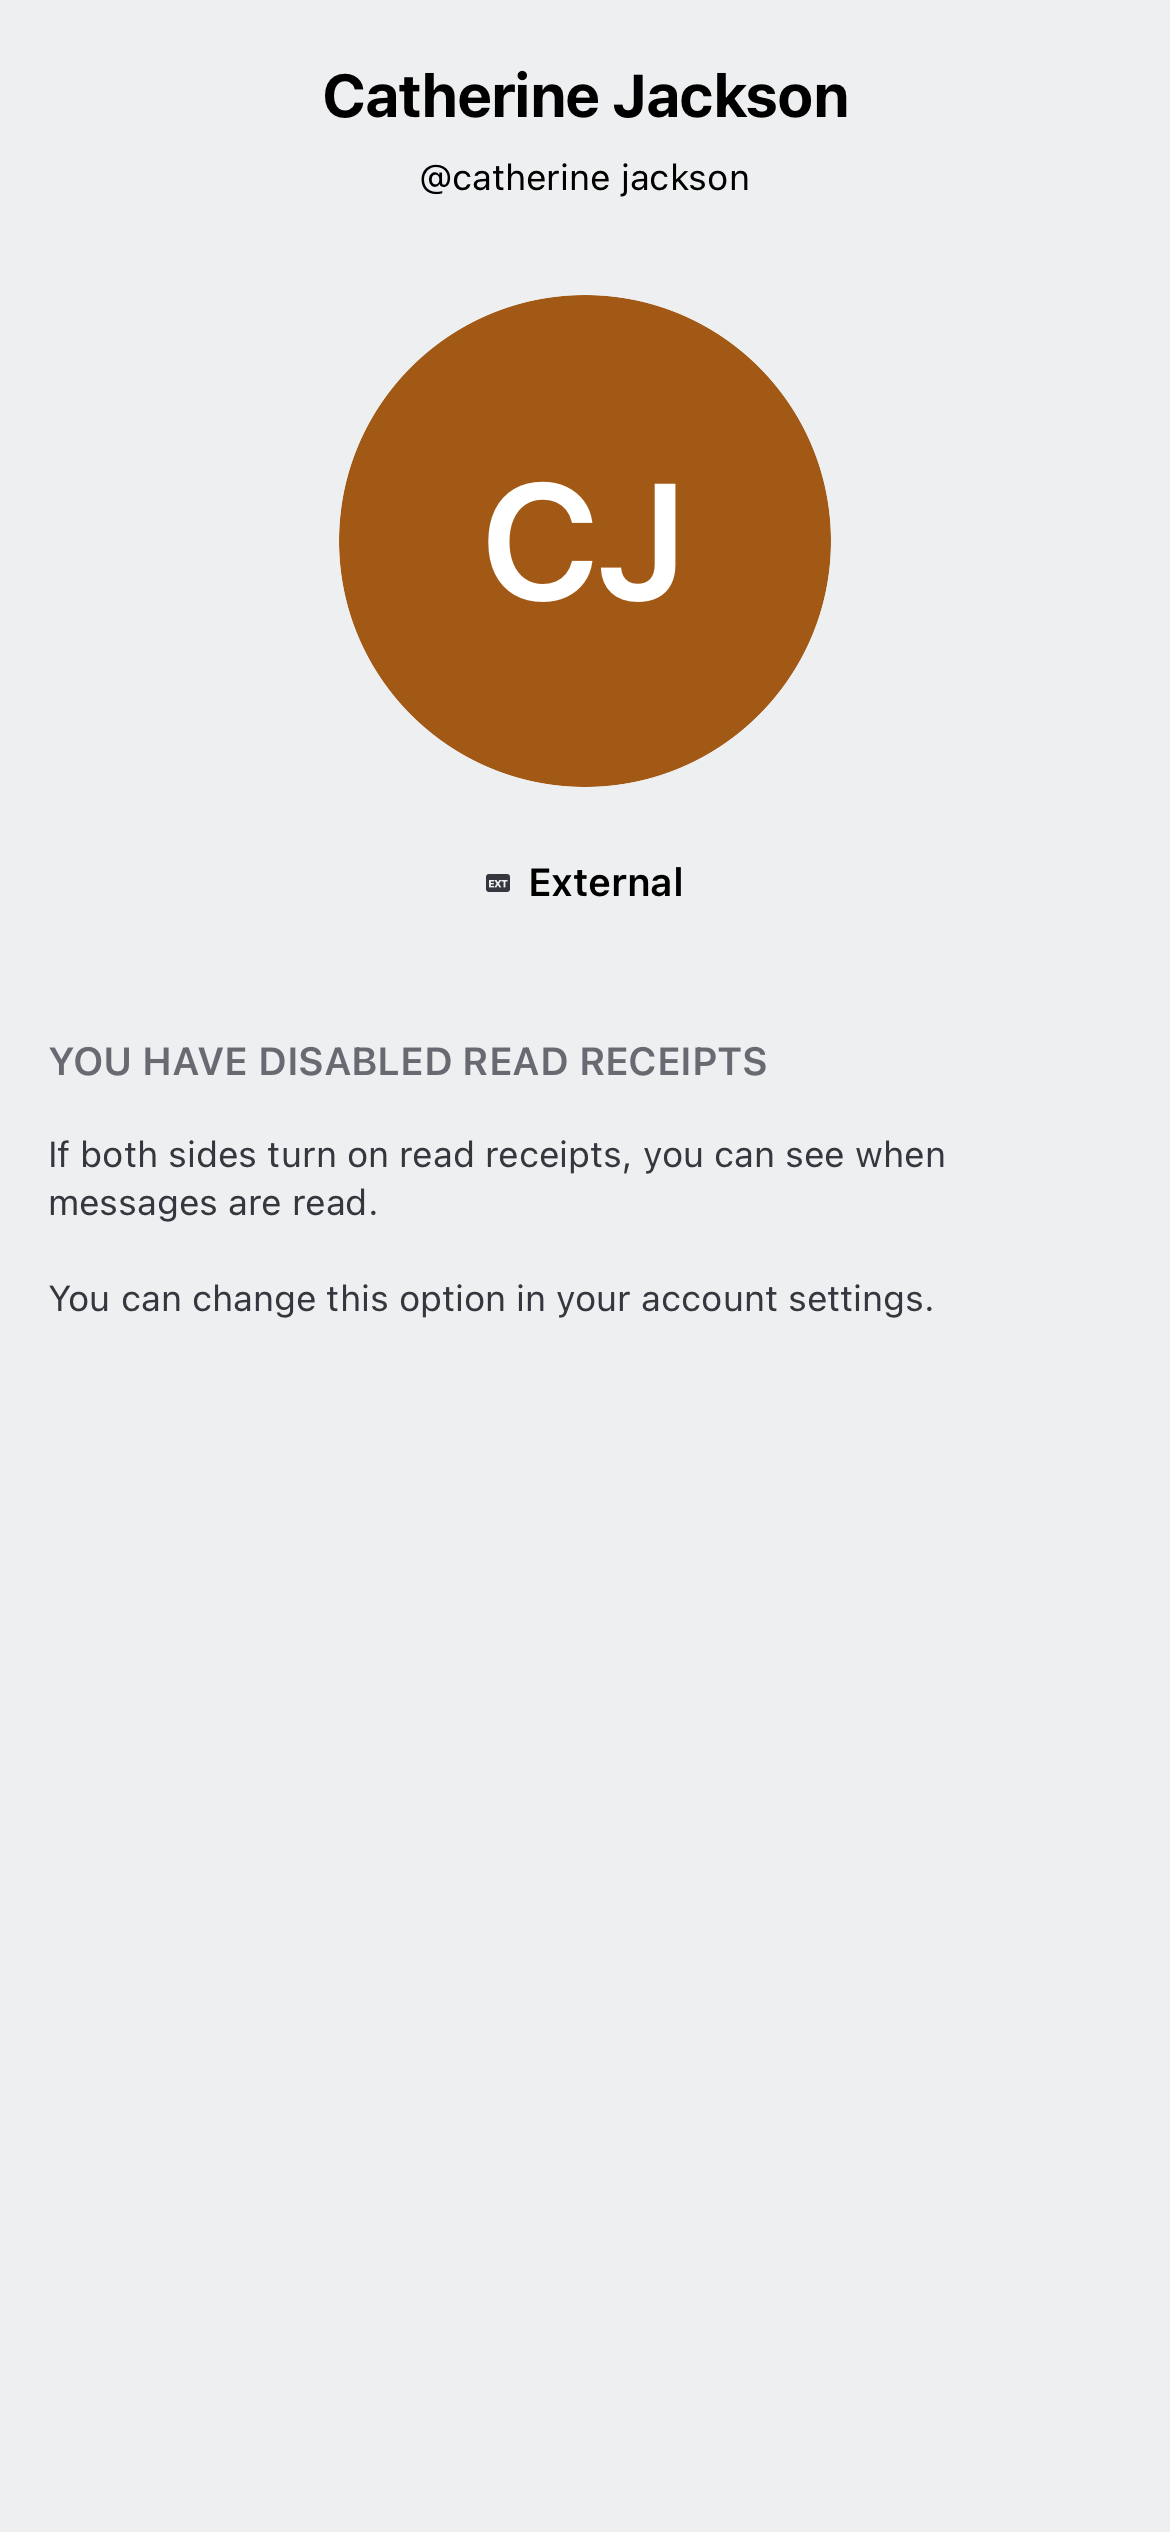 Catherine Jackson
@catherine jackson
CJ
EXT External
YOU HAVE DISABLED READ RECEIPTS
If both sides turn on read receipts, you can see when
messages are read.
You can change this option in your account settings.